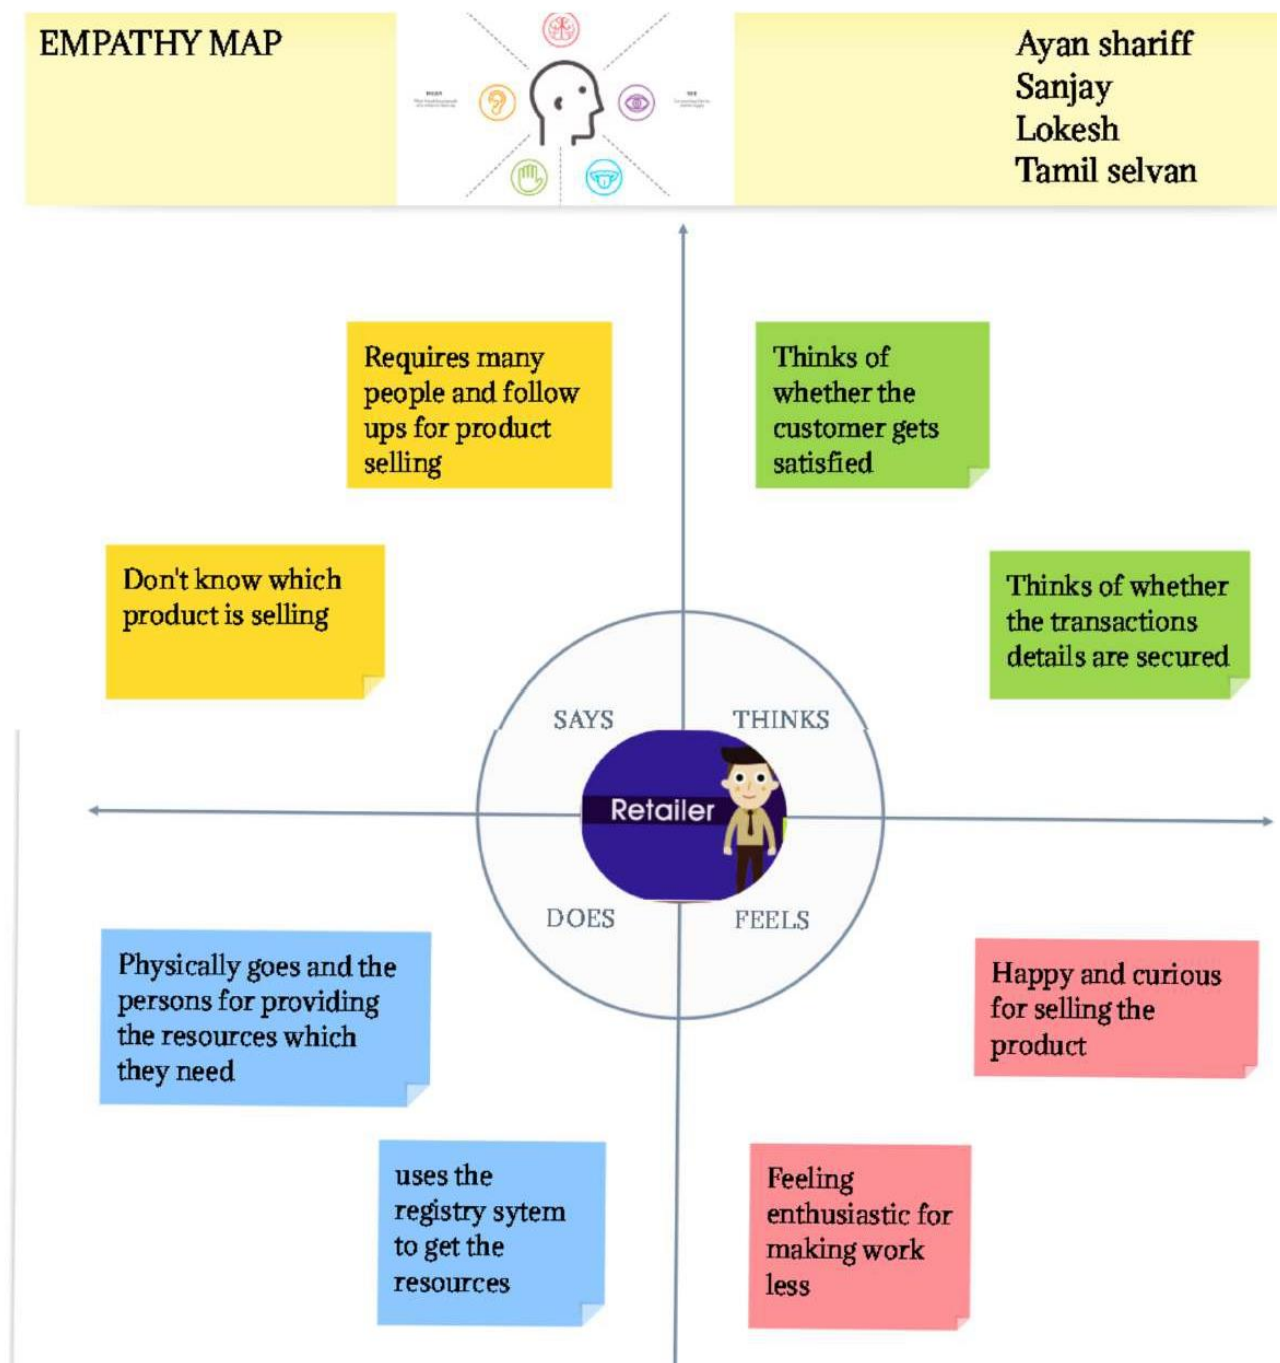 EMPATHY MAP
Ayan shariff
Sanjay
Lokesh
Tamil selvan
Requires many
people and follow
ups for product
selling
Thinks of
whether the
customer gets
satisfied
Don't know which
product is selling
Thinks of whether
the transactions
details are secured
SAYS
THINKS
Retailer
DOES
FEELS
Physically goes and the
persons for providing
the resources which
they need
Happy and curious
for selling the
product
uses the
registry sytem
to get the
resources
Feeling
enthusiastic for
making work
less